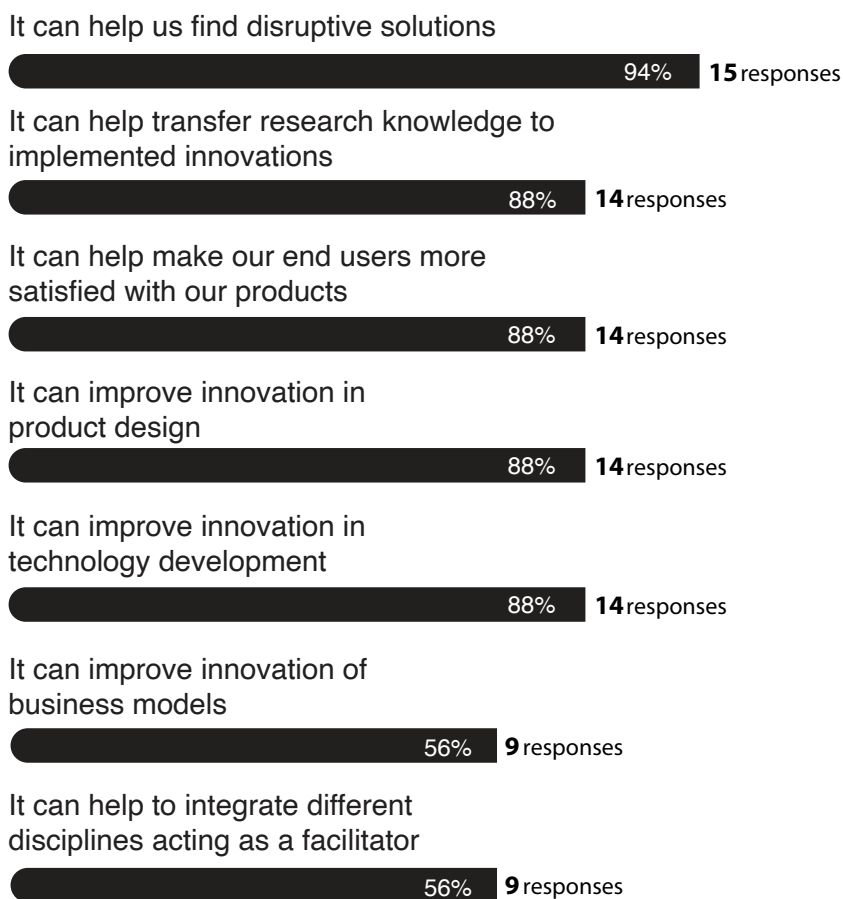 It can help us find disruptive solutions
94% 15 responses
It can help transfer research knowledge to
implemented innovations
88% 14 responses
It can help make our end users more
satisfied with our products
88% 14 responses
It can improve innovation in
product design
88% 14 responses
It can improve innovation in
technology development
88% 14 responses
It can improve innovation of
business models
56% 9 responses
It can help to integrate different
disciplines acting as a facilitator
56% 9 responses